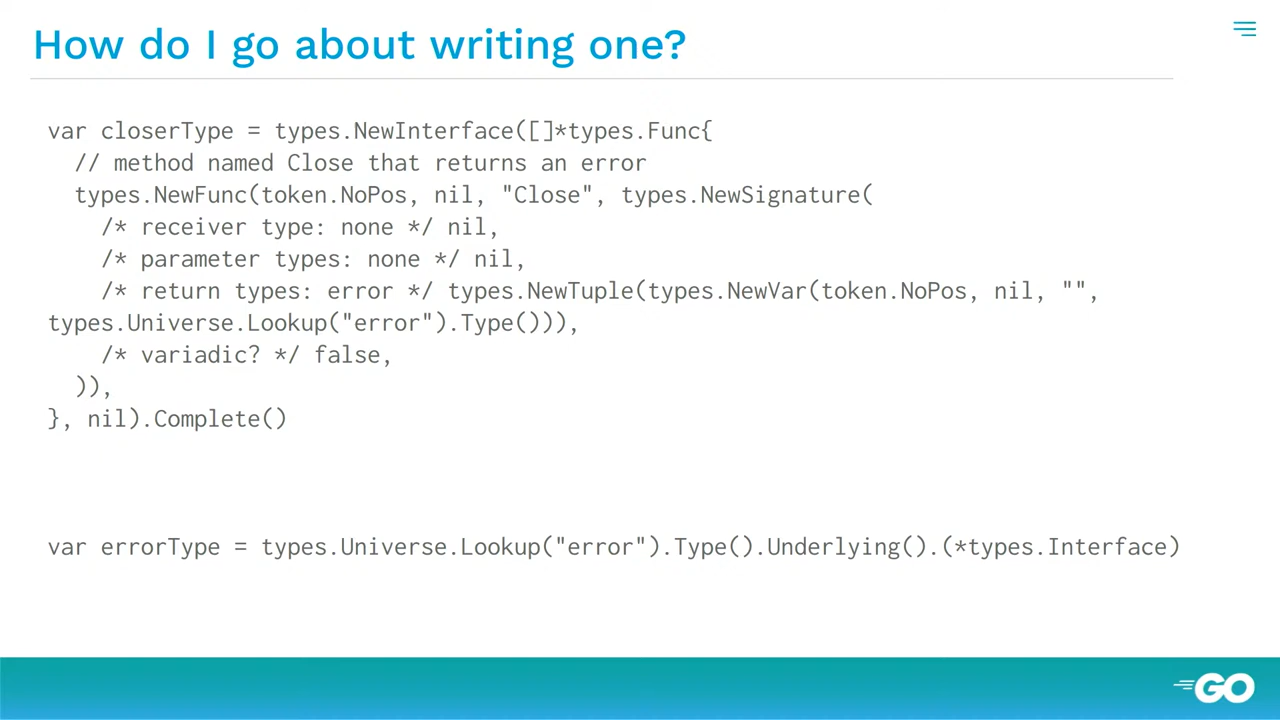 How do I go about writing one?
var closerType = types.NewInterface([]*types.Func{
  // method named Close that returns an error
  types.NewFunc(token.NoPos, nil, "Close", types.NewSignature(
    /* receiver type: none */ nil,
    /* parameter types: none */ nil,
    /* return types: error */ types.NewTuple(types.NewVar(token.NoPos, nil, "",
types.Universe.Lookup("error").Type())),
    /* variadic? */ false,
  )),
}, nil).Complete()
var errorType = types.Universe.Lookup("error").Type().Underlying().(*types.Interface)
GO